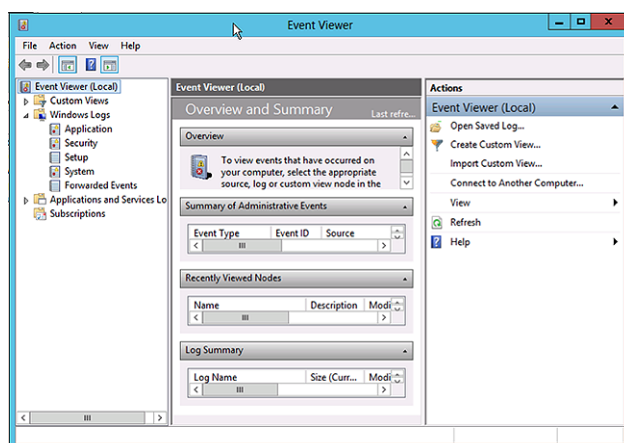 Event Viewer
File Action View Help
Event Viewer (Local)
Custom Views
Windows Logs
Application
Security
Setup
System
Forwarded Events
Applications and Services Lo
Subscriptions
Event Viewer (Local)
Overview and Summary Last refre...
Overview
To view events that have occurred on
your computer, select the appropriate
source, log or custom view node in the
Summary of Administrative Events
Event Type Event ID Source
Recently Viewed Nodes
Name Description Modi
Log Summary
Log Name Size (Curr... Modi
Actions
Event Viewer (Local)
Open Saved Log...
Create Custom View...
Import Custom View...
Connect to Another Computer...
View
Refresh
Help